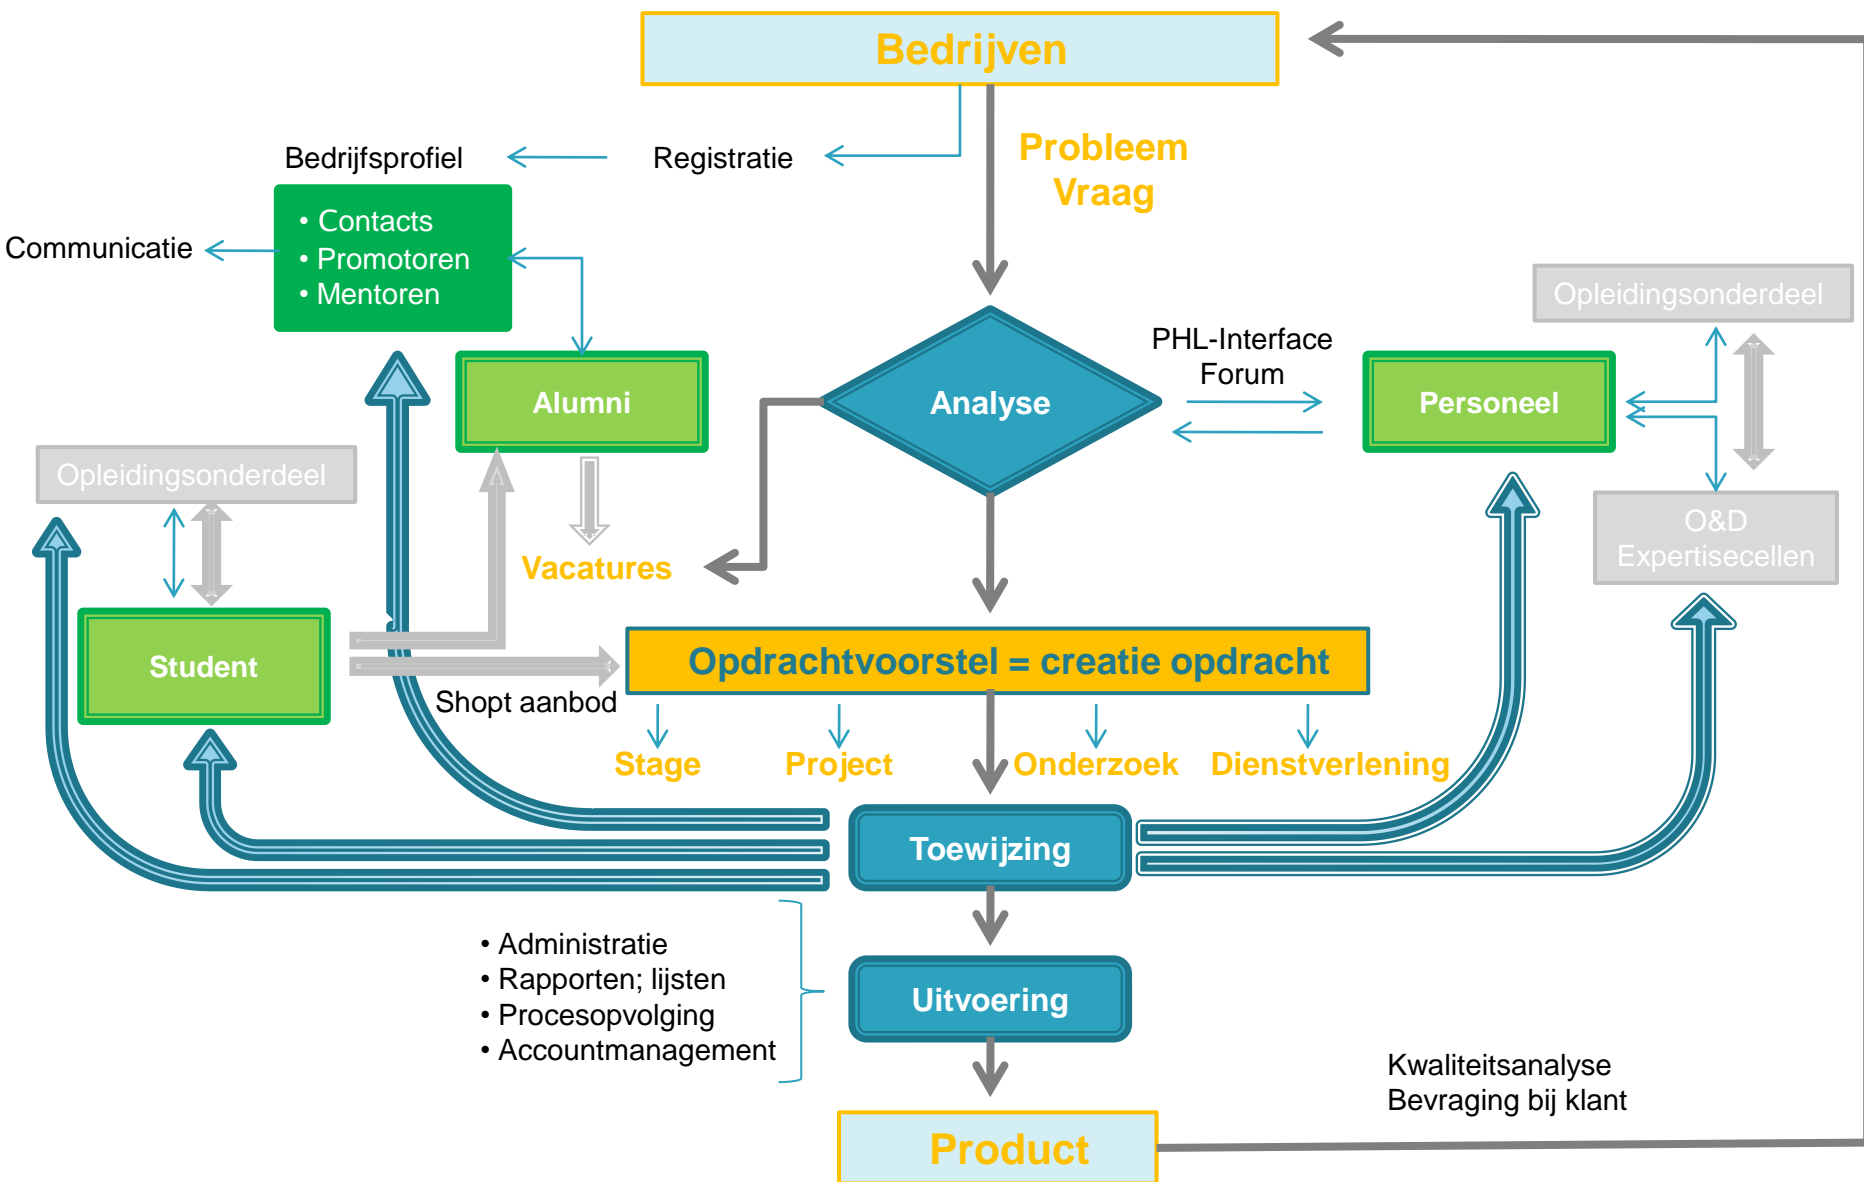 Bedrijven
Probleem
Vraag
Bedrijfsprofiel
Registratie
• Contacts
• Promotoren
• Mentoren
Communicatie
Opleidingsonderdeel
PHL-Interface
Forum
Alumni
Analyse
Personeel
Opleidingsonderdeel
O&D
Expertisecellen
Vacatures
Student
Opdrachtvoorstel = creatie opdracht
Shopt aanbod
Stage
Project
Onderzoek
Dienstverlening
Toewijzing
• Administratie
• Rapporten; lijsten
• Procesopvolging
• Accountmanagement
Uitvoering
Kwaliteitsanalyse
Bevraging bij klant
Product